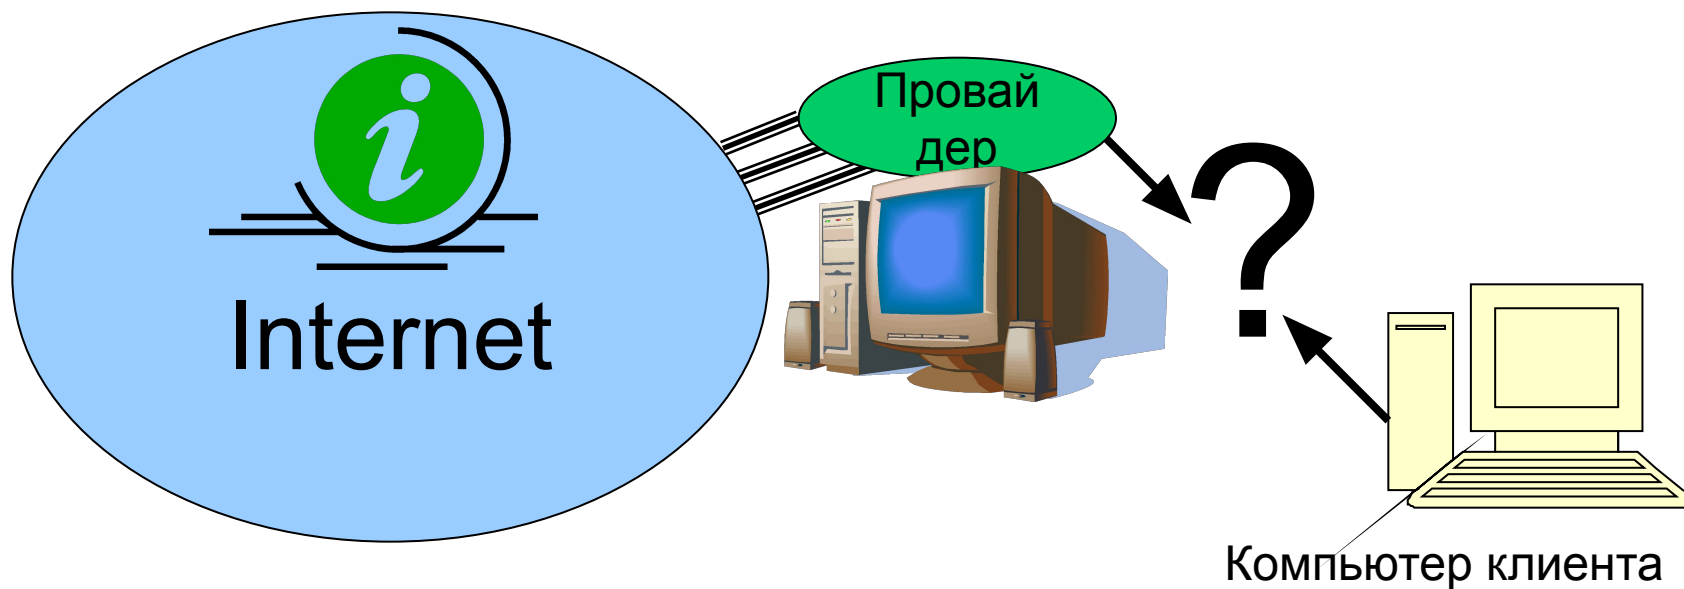 i
Internet
Провай
дер
?
Компьютер клиента